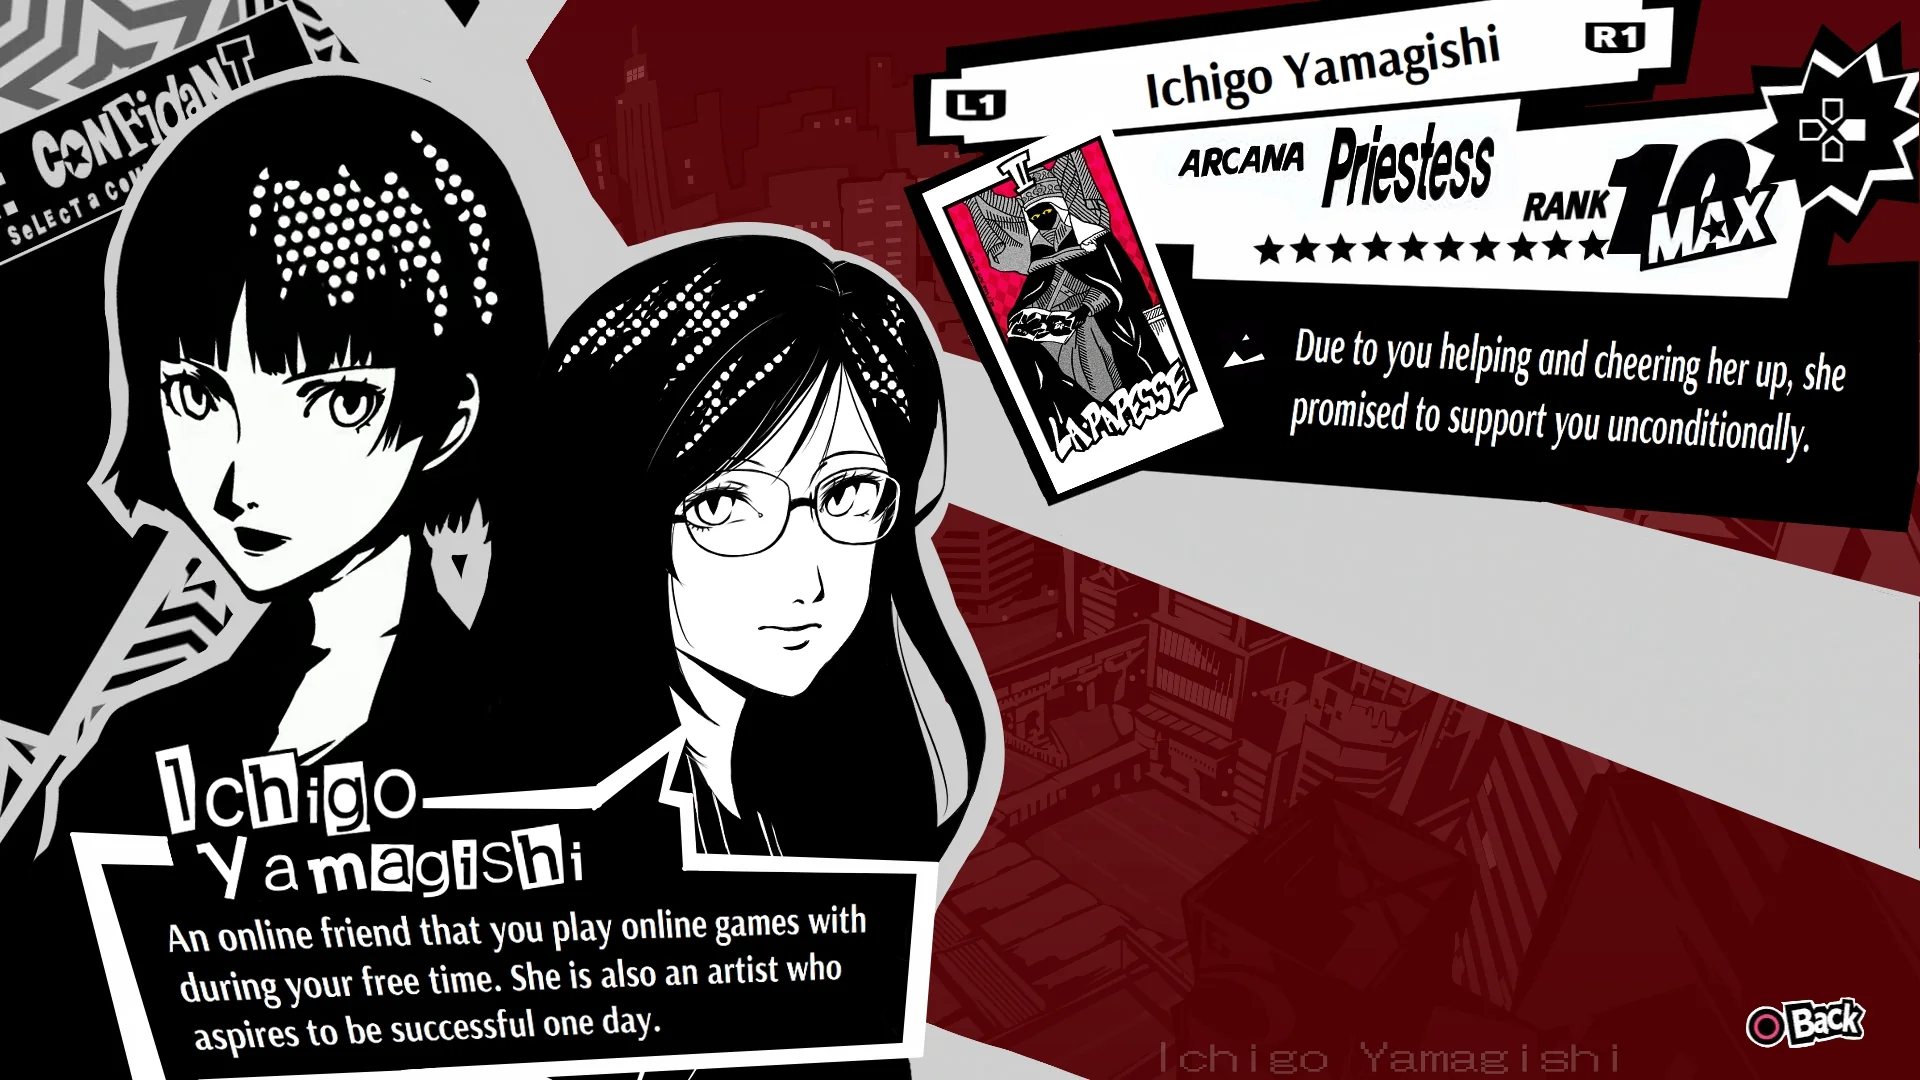 CONFiDANT
SELECT a
L1
Ichigo Yamagishi
R1
II
LA PAPESSE
ARCANA Priestess
RANK 10
MAX
Due to you helping and cheering her up, she
promised to support you unconditionally.
Ichigo
Yamagishi
An online friend that you play online games with
during your free time. She is also an artist who
aspires to be successful one day.
Back
Ichigo Yamagishi